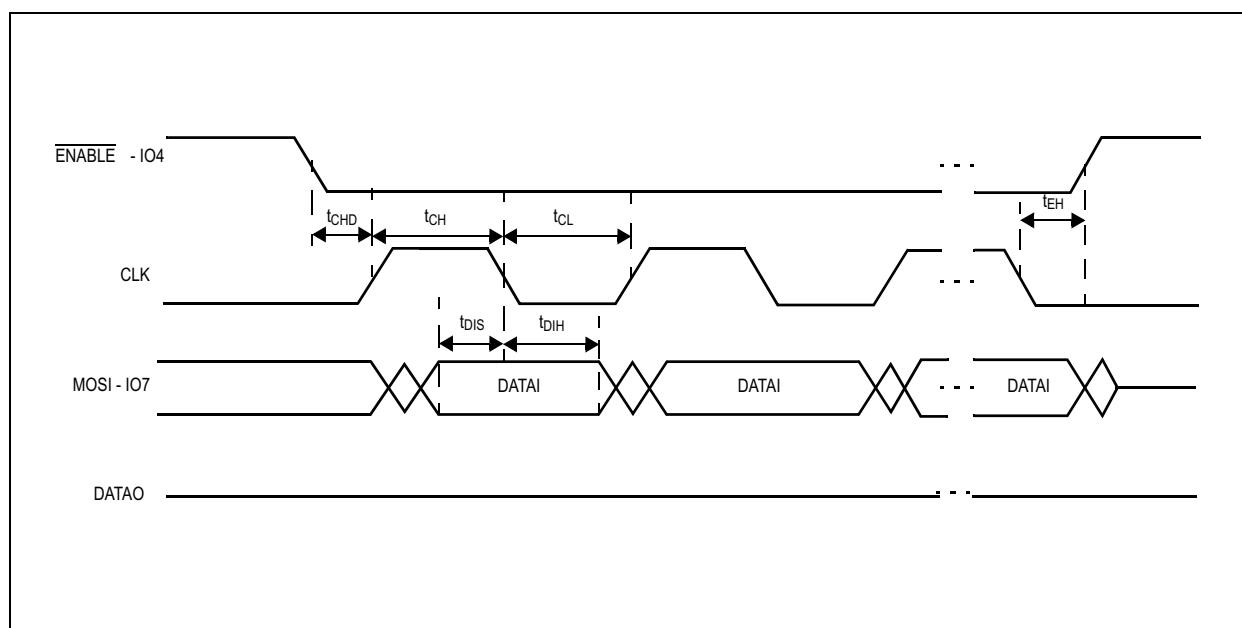 ENABLE - IO4
tCHD tCH tCL tEH
CLK
tDIS tDIH
MOSI - IO7 DATAI DATAI DATAI
DATAO